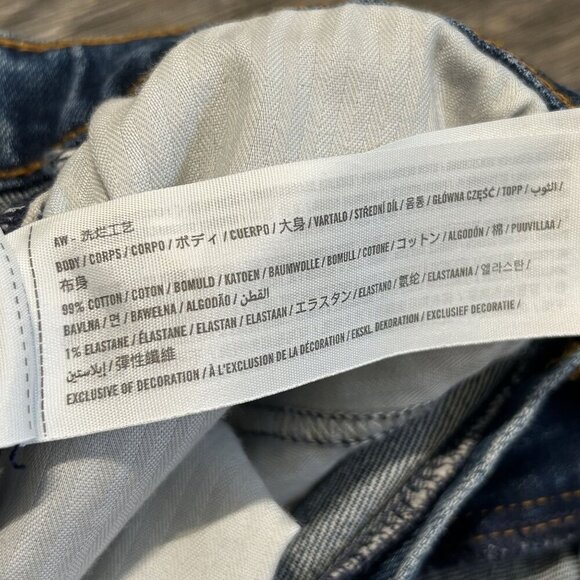 AW - 洗烂工艺
BODY / CORPS / CORPO / ボディ / CUERPO / 大身 / VARTALO / STŘEDNÍ DÍL / 몸통 / GŁÓWNA CZĘŚĆ / TOPP / الثوب /
布身
99% COTTON / COTON / BOMULD / KATOEN / BAUMWOLLE / BOMULL / COTONE / コットン / ALGODÓN / 棉 / PUUVILLAA /
BAVLNA / 면 / BAWEŁNA / ALGODÃO / القطن /
1% ELASTANE / ÉLASTANE / ELASTAN / ELASTAAN / エラスタン / ELASTANO / 氨纶 / ELASTAANIA / 엘라스탄 /
إيلاستين / 彈性纖維
EXCLUSIVE OF DECORATION / À L'EXCLUSION DE LA DÉCORATION / EKSKL. DEKORATION / EXCLUSIEF DECORATIE /